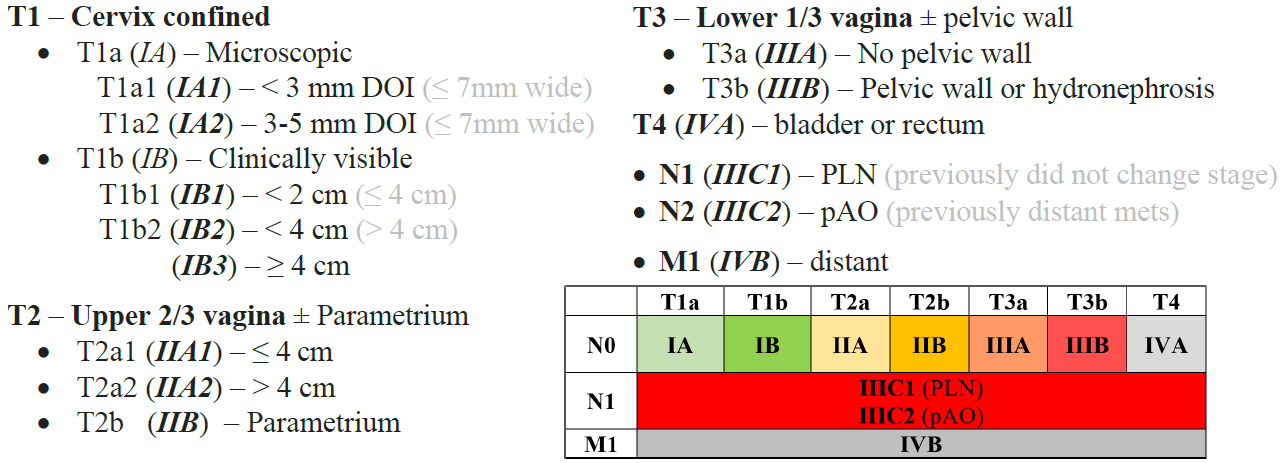 T1 – Cervix confined
• T1a (IA) – Microscopic
T1a1 (IA1) – < 3 mm DOI (≤ 7mm wide)
T1a2 (IA2) – 3-5 mm DOI (≤ 7mm wide)
• T1b (IB) – Clinically visible
T1b1 (IB1) – < 2 cm (≤ 4 cm)
T1b2 (IB2) – < 4 cm (> 4 cm)
(IB3) – ≥ 4 cm
T2 – Upper 2/3 vagina ± Parametrium
• T2a1 (IIA1) – ≤ 4 cm
• T2a2 (IIA2) – > 4 cm
• T2b (IIB) – Parametrium
T3 – Lower 1/3 vagina ± pelvic wall
• T3a (IIIA) – No pelvic wall
• T3b (IIIB) – Pelvic wall or hydronephrosis
T4 (IVA) – bladder or rectum
• N1 (IIIC1) – PLN (previously did not change stage)
• N2 (IIIC2) – pAO (previously distant mets)
• M1 (IVB) – distant
T1a T1b T2a T2b T3a T3b T4
N0 IA IB IIA IIB IIIA IIIB IVA
N1 IIIC1 (PLN)
IIIC2 (pAO)
M1 IVB